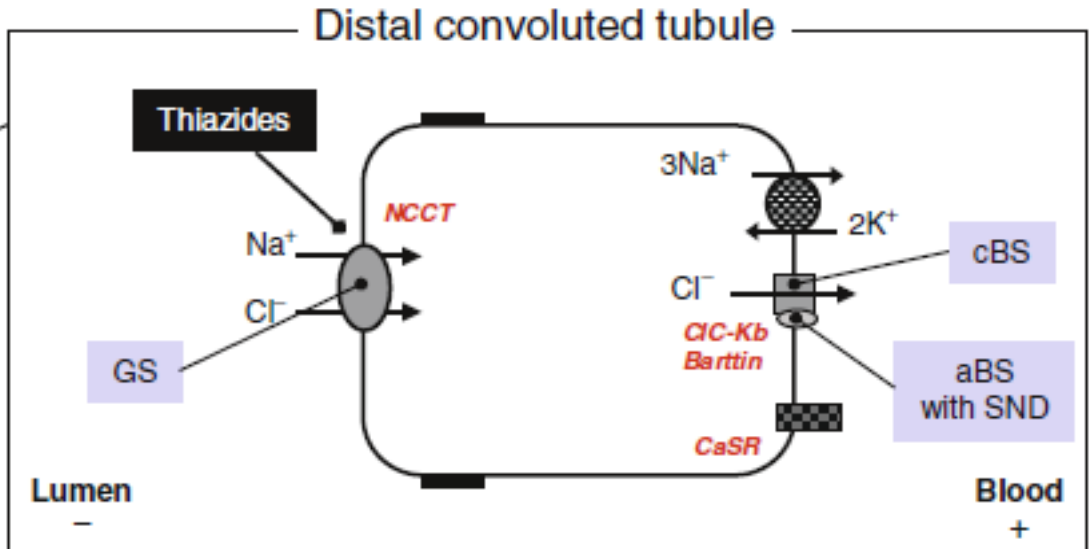 Distal convoluted tubule
Thiazides
NCCT
Na⁺
Cl⁻
GS
3Na⁺
2K⁺
cBS
Cl⁻
ClC-Kb
Barttin
aBS
with SND
CaSR
Lumen
−
Blood
+